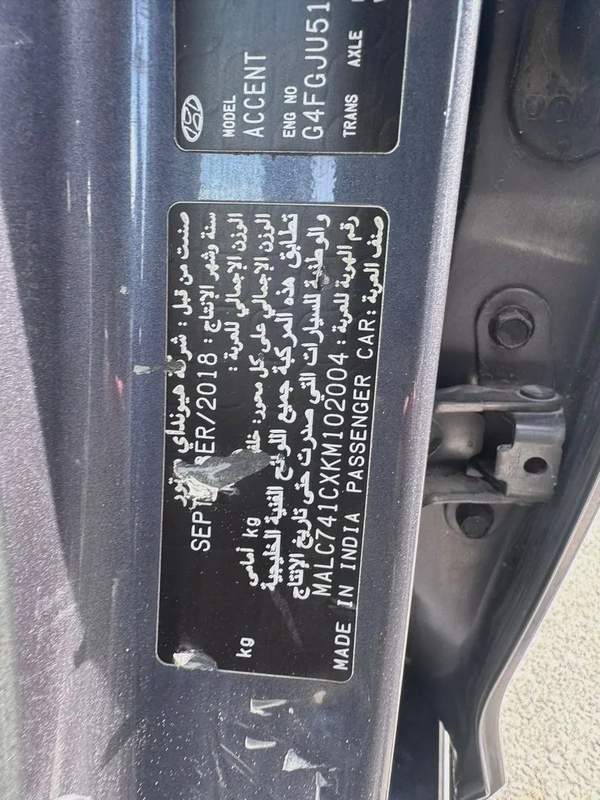 MODEL
ACCENT
ENG NO
G4FGJU51
TRANS AXLE
صنعت من قبل : شركة هيونداي
سنة وشهر الإنتاج : SEPTEMBER/2018
الوزن الإجمالي للعربة : kg
الوزن الإجمالي على كل محور: kg أمامي
تطابق هذه المركبة جميع اللوائح الفنية الخليجية
والوطنية للسيارات التي صدرت حتى تاريخ الإنتاج
رقم الهوية للعربة : MALC741CXKM102004
صنف العربة : MADE IN INDIA PASSENGER CAR